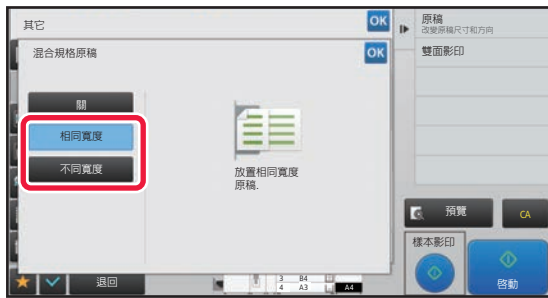 其它
OK
混合規格原稿
OK
關
相同寬度
不同寬度
放置相同寬度
原稿.
退回
3 B4
4 A3
A4
原稿
改變原稿尺寸和方向
雙面影印
預覽
CA
樣本影印
啓動